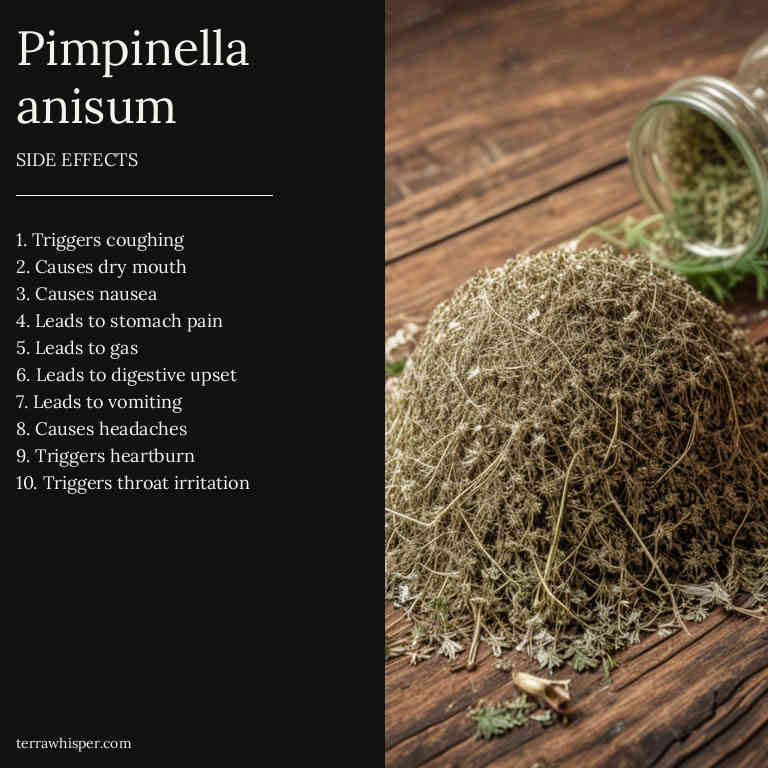 Pimpinella
anisum
SIDE EFFECTS
1. Triggers coughing
2. Causes dry mouth
3. Causes nausea
4. Leads to stomach pain
5. Leads to gas
6. Leads to digestive upset
7. Leads to vomiting
8. Causes headaches
9. Triggers heartburn
10. Triggers throat irritation
terrawhisper.com